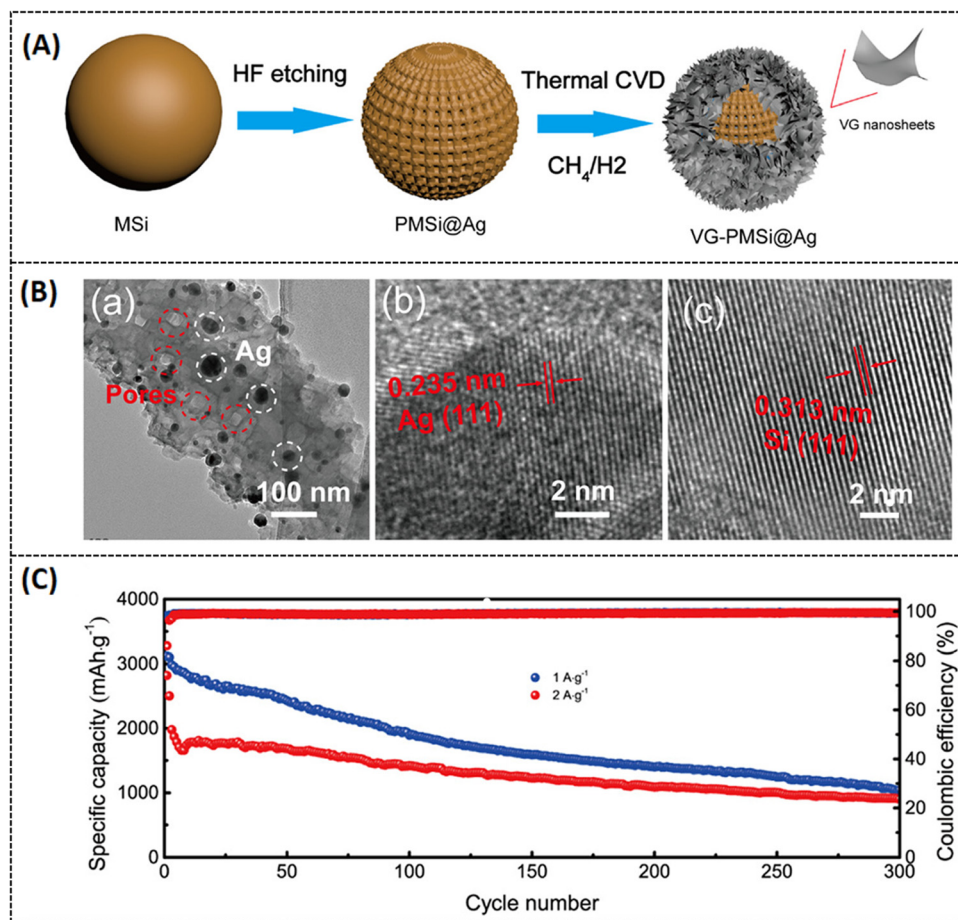 (A)
HF etching
Thermal CVD
CH₄/H2
VG nanosheets
MSi
PMSi@Ag
VG-PMSi@Ag
(B)
(a)
Ag
Pores
100 nm
(b)
0.235 nm
Ag (111)
2 nm
(c)
0.313 nm
Si (111)
2 nm
(C)
Specific capacity (mAh·g⁻¹)
4000
3000
2000
1000
0
1 A·g⁻¹
2 A·g⁻¹
100
80
60
40
20
0
Coulombic efficiency (%)
0 50 100 150 200 250 300
Cycle number